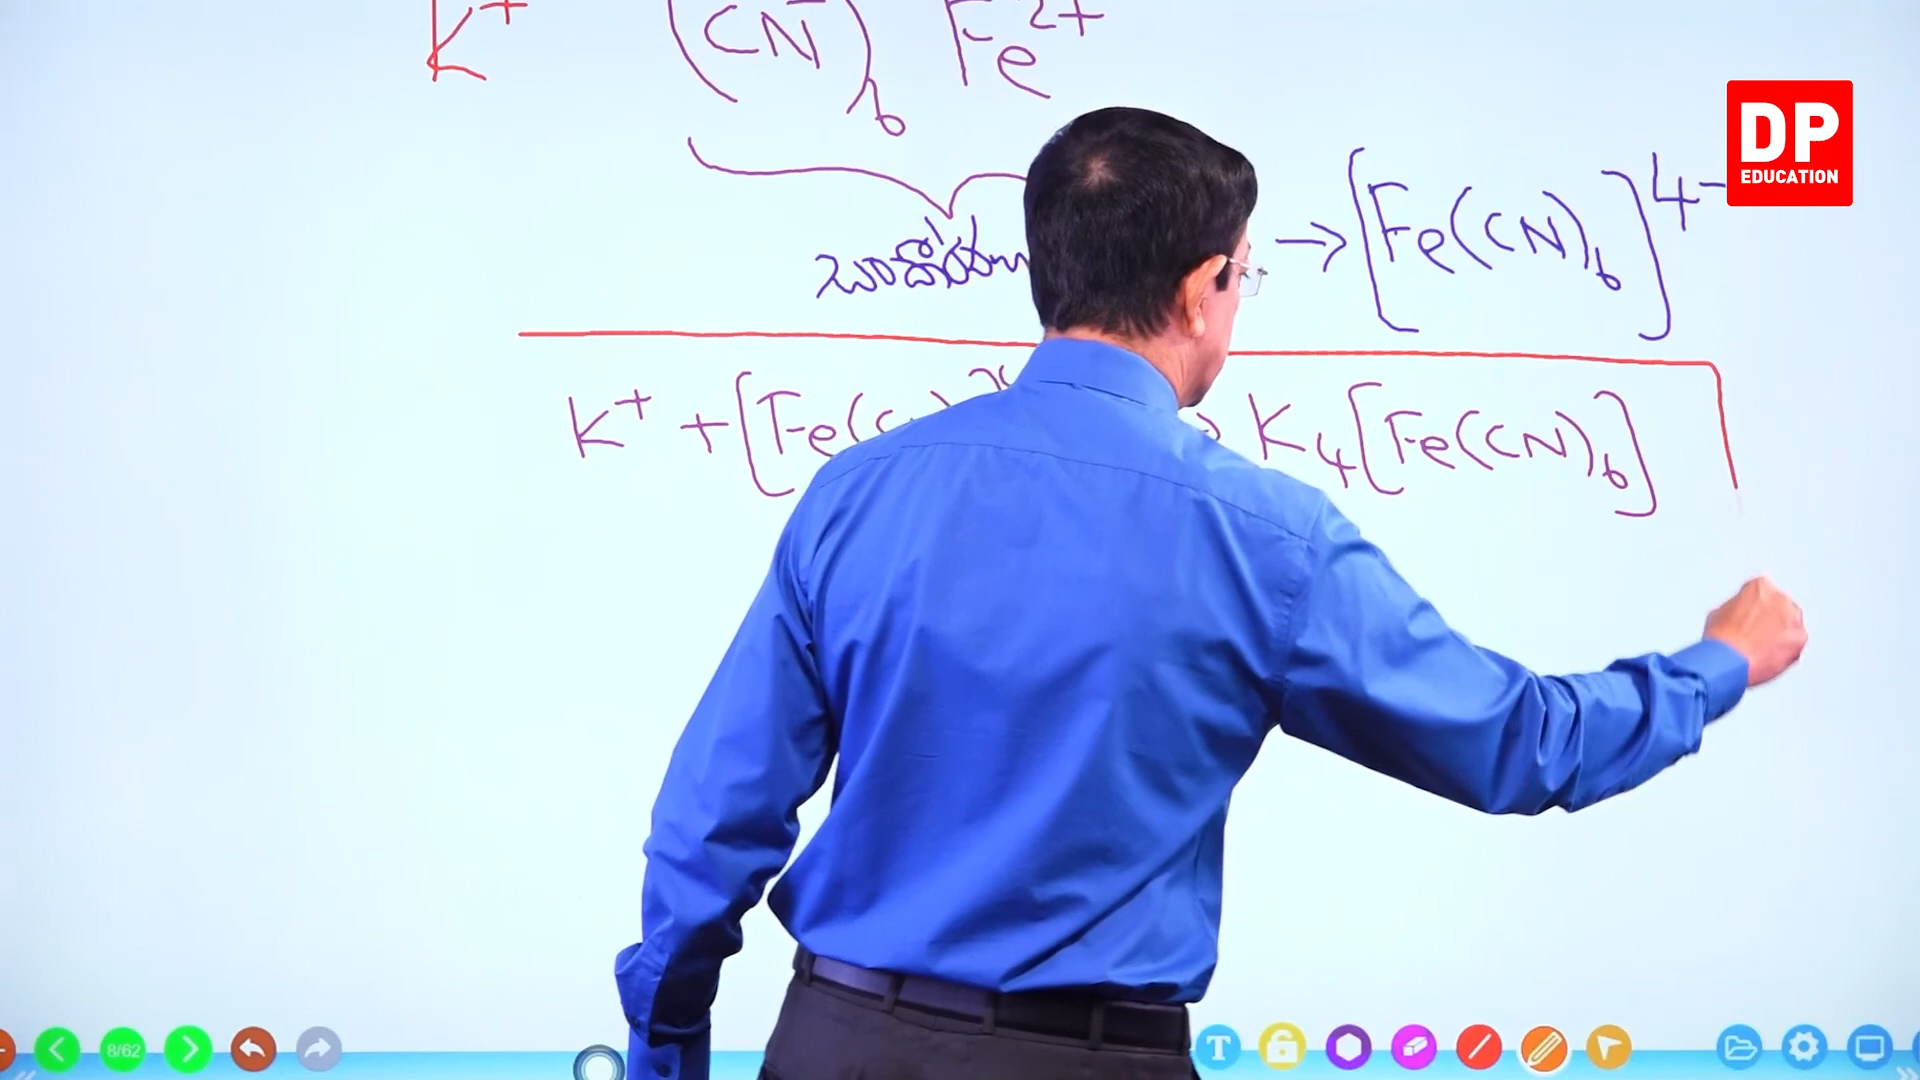 K⁺ (CN⁻)₆ Fe²⁺
DP
EDUCATION
→ [Fe(CN)₆]⁴⁻
K⁺ + [Fe(C → K₄[Fe(CN)₆]
8/62
T